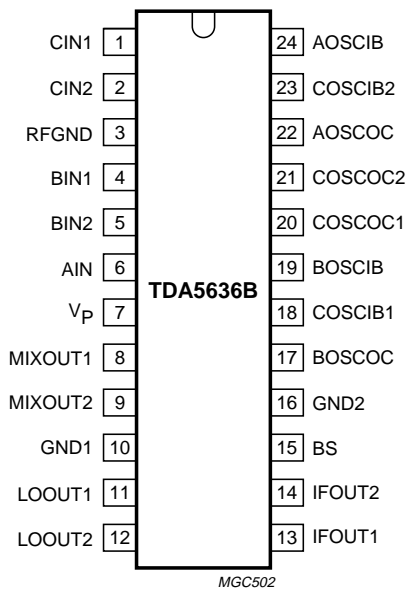 CIN1 1
CIN2 2
RFGND 3
BIN1 4
BIN2 5
AIN 6
VP 7
MIXOUT1 8
MIXOUT2 9
GND1 10
LOOUT1 11
LOOUT2 12
TDA5636B
24 AOSCIB
23 COSCIB2
22 AOSCOC
21 COSCOC2
20 COSCOC1
19 BOSCIB
18 COSCIB1
17 BOSCOC
16 GND2
15 BS
14 IFOUT2
13 IFOUT1
MGC502